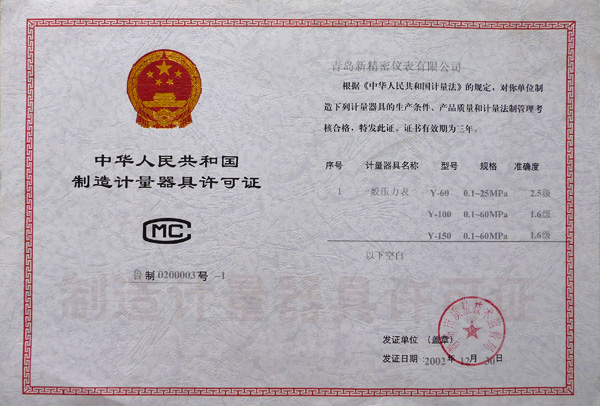 中华人民共和国
制造计量器具许可证
MC
鲁制0200003号-1
青岛新精密仪表有限公司
根据《中华人民共和国计量法》的规定，对你单位制
造下列计量器具的生产条件、产品质量和计量法制管理考
核合格，特发此证。证书有效期为三年。
序号 计量器具名称 型号 规格 准确度
1 一般压力表 Y-60 0.1~25MPa 2.5级
Y-100 0.1~60MPa 1.6级
Y-150 0.1~60MPa 1.6级
以下空白
制造计量器具许可证
发证单位 （盖章）
发证日期 2002年12月30日